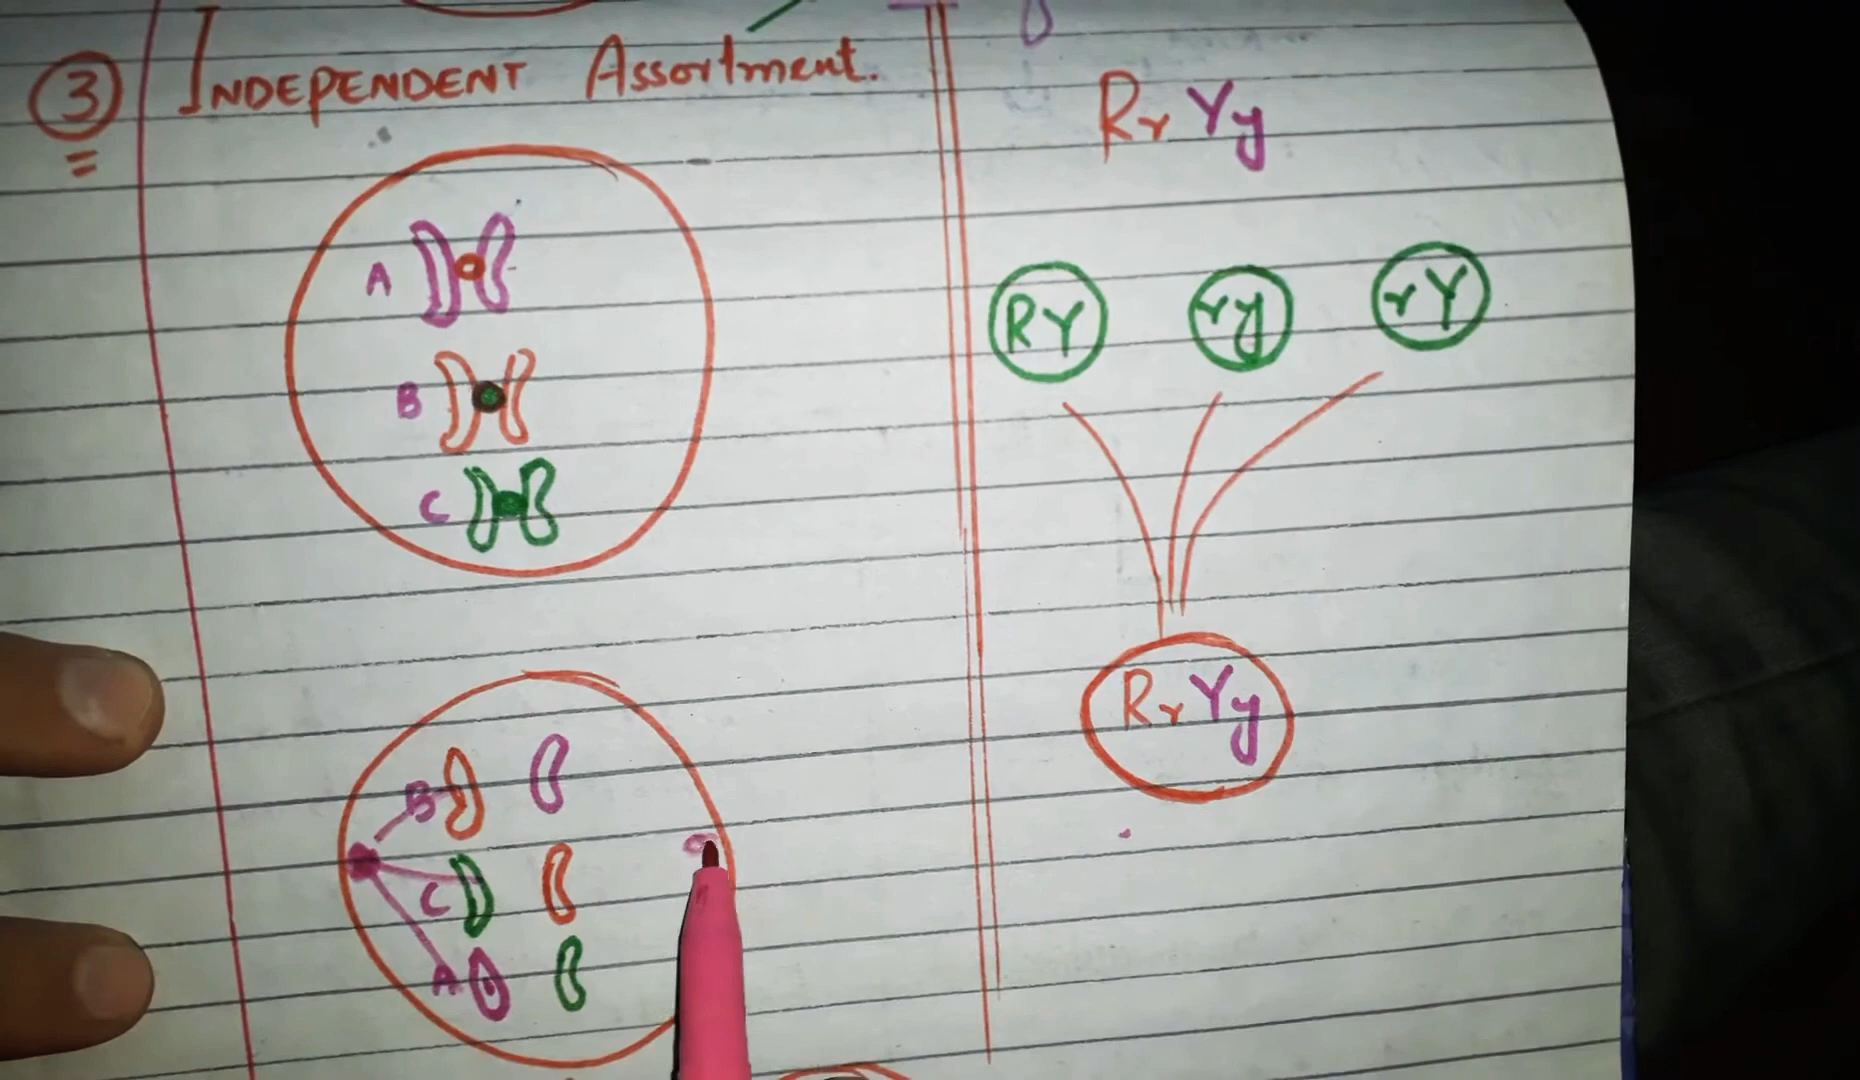 3
INDEPENDENT Assortment.
A
B
C
B
C
A
Rr Yy
RY
ry
rY
Rr Yy